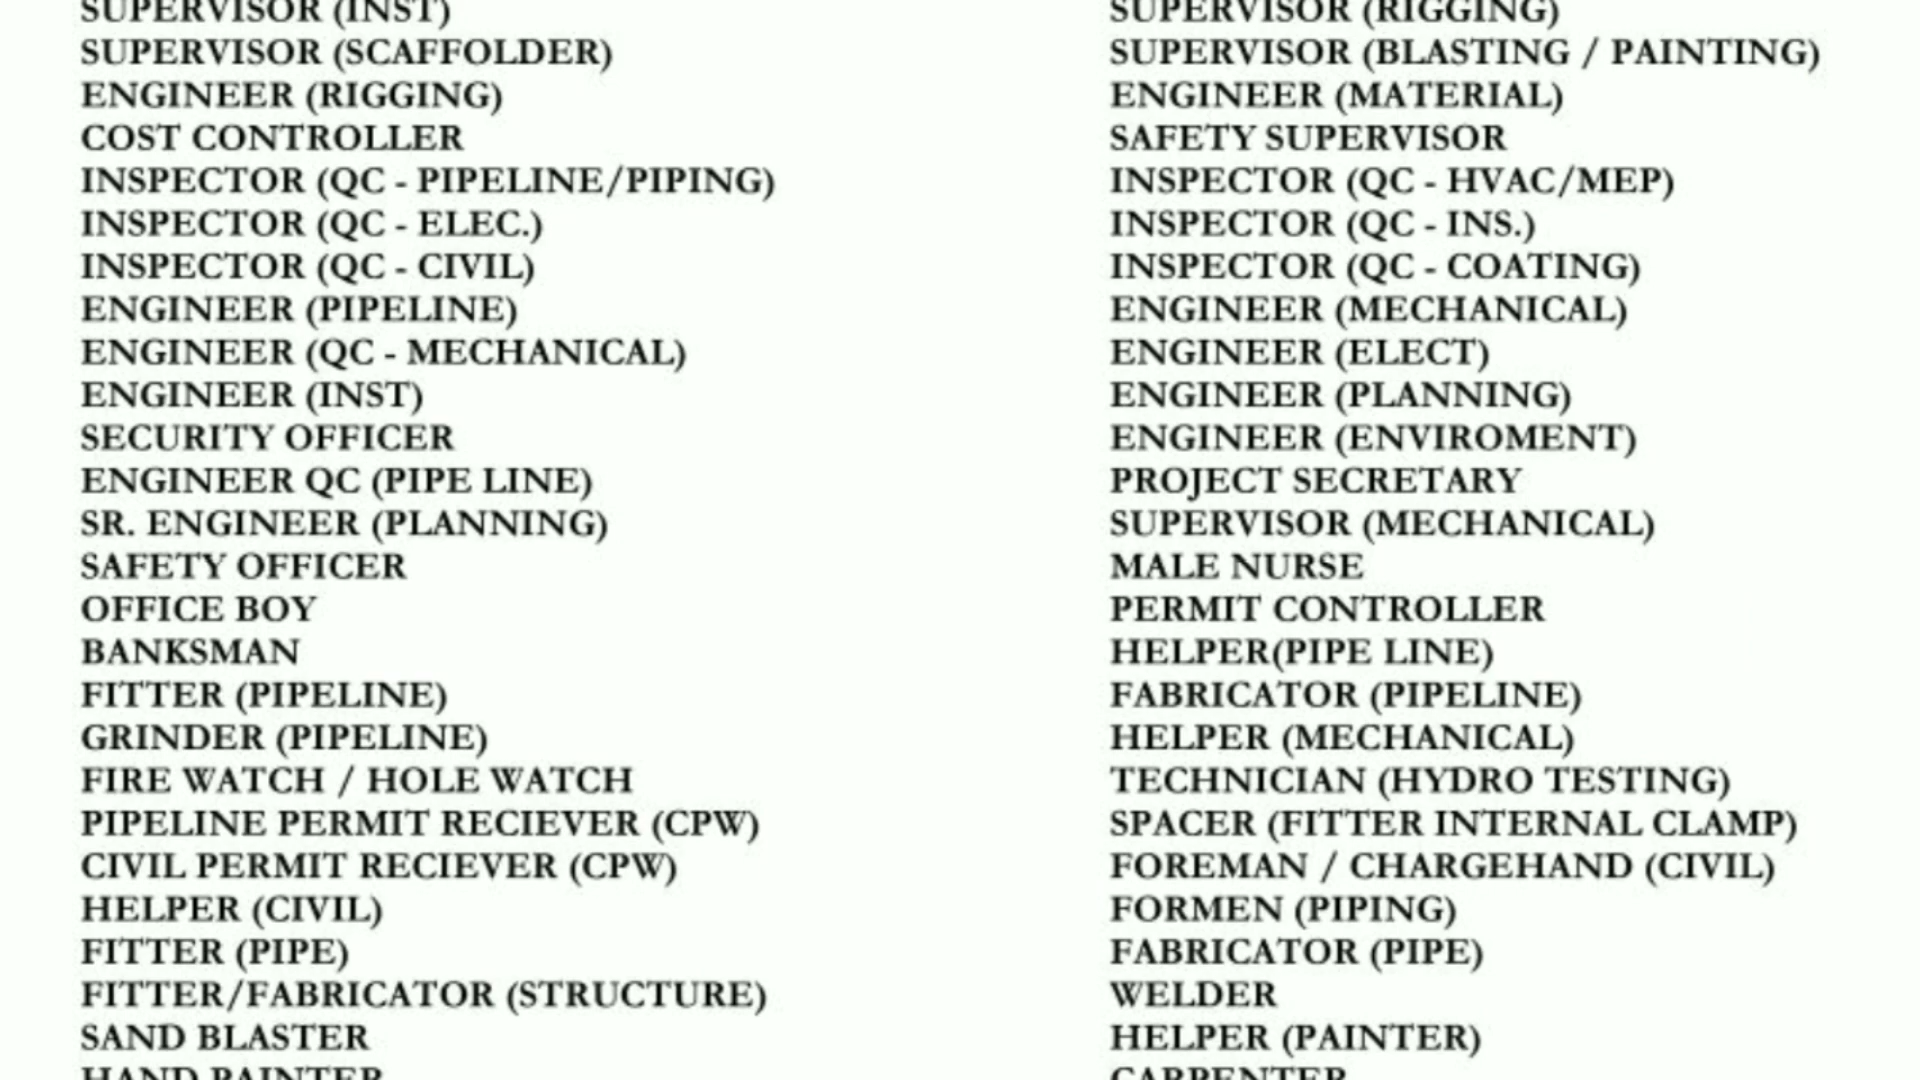 SUPERVISOR (INST)
SUPERVISOR (SCAFFOLDER)
ENGINEER (RIGGING)
COST CONTROLLER
INSPECTOR (QC - PIPELINE/PIPING)
INSPECTOR (QC - ELEC.)
INSPECTOR (QC - CIVIL)
ENGINEER (PIPELINE)
ENGINEER (QC - MECHANICAL)
ENGINEER (INST)
SECURITY OFFICER
ENGINEER QC (PIPE LINE)
SR. ENGINEER (PLANNING)
SAFETY OFFICER
OFFICE BOY
BANKSMAN
FITTER (PIPELINE)
GRINDER (PIPELINE)
FIRE WATCH / HOLE WATCH
PIPELINE PERMIT RECIEVER (CPW)
CIVIL PERMIT RECIEVER (CPW)
HELPER (CIVIL)
FITTER (PIPE)
FITTER/FABRICATOR (STRUCTURE)
SAND BLASTER
HAND PAINTER
SUPERVISOR (RIGGING)
SUPERVISOR (BLASTING / PAINTING)
ENGINEER (MATERIAL)
SAFETY SUPERVISOR
INSPECTOR (QC - HVAC/MEP)
INSPECTOR (QC - INS.)
INSPECTOR (QC - COATING)
ENGINEER (MECHANICAL)
ENGINEER (ELECT)
ENGINEER (PLANNING)
ENGINEER (ENVIROMENT)
PROJECT SECRETARY
SUPERVISOR (MECHANICAL)
MALE NURSE
PERMIT CONTROLLER
HELPER(PIPE LINE)
FABRICATOR (PIPELINE)
HELPER (MECHANICAL)
TECHNICIAN (HYDRO TESTING)
SPACER (FITTER INTERNAL CLAMP)
FOREMAN / CHARGEHAND (CIVIL)
FORMEN (PIPING)
FABRICATOR (PIPE)
WELDER
HELPER (PAINTER)
CARPENTER